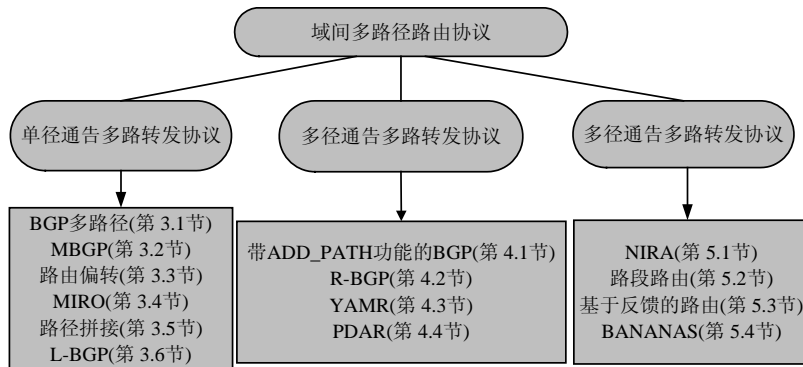 域间多路径路由协议
单径通告多路转发协议
多径通告多路转发协议
多径通告多路转发协议
BGP多路径(第 3.1节)
MBGP(第 3.2节)
路由偏转(第 3.3节)
MIRO(第 3.4节)
路径拼接(第 3.5节)
L-BGP(第 3.6节)
带ADD_PATH功能的BGP(第 4.1节)
R-BGP(第 4.2节)
YAMR(第 4.3节)
PDAR(第 4.4节)
NIRA(第 5.1节)
路段路由(第 5.2节)
基于反馈的路由(第 5.3节)
BANANAS(第 5.4节)